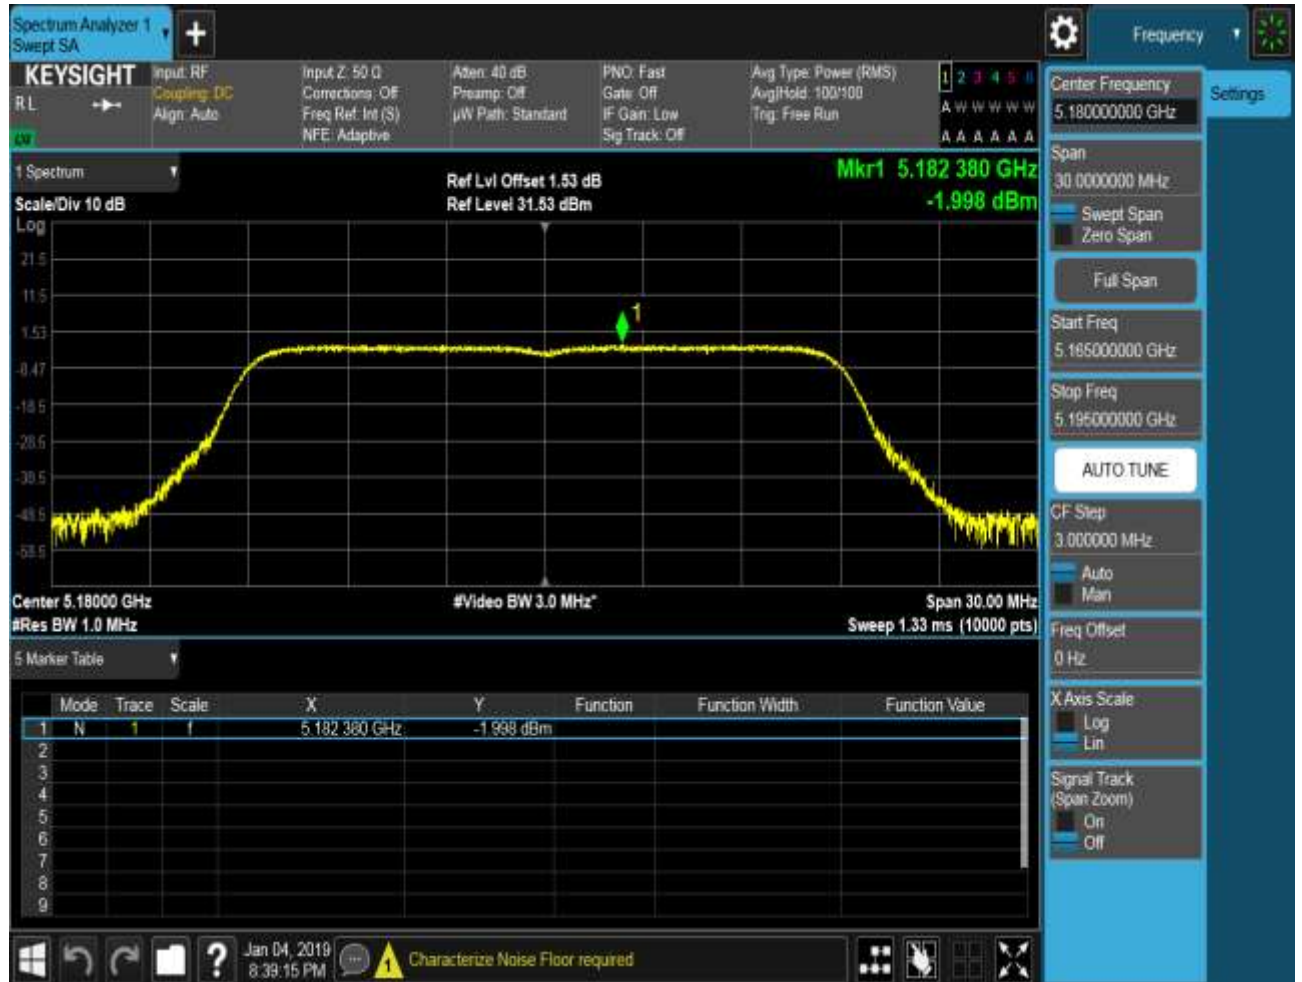 Spectrum Analyzer 1
Swept SA
Frequency
KEYSIGHT
R L
Input: RF
Coupling: DC
Align: Auto
Input Z: 50 Ω
Corrections: Off
Freq Ref: Int (S)
NFE: Adaptive
Atten: 40 dB
Preamp: Off
µW Path: Standard
PNO: Fast
Gate: Off
IF Gain: Low
Sig Track: Off
Avg Type: Power (RMS)
Avg|Hold: 100/100
Trig: Free Run
1 2 3 4 5 6
A W W W W W
A A A A A A
1 Spectrum
Scale/Div 10 dB
Log
Ref Lvl Offset 1.53 dB
Ref Level 31.53 dBm
Mkr1 5.182 380 GHz
-1.998 dBm
21.5
11.5
1.53
-8.47
-18.5
-28.5
-38.5
-48.5
-58.5
1
Center 5.18000 GHz
#Res BW 1.0 MHz
#Video BW 3.0 MHz*
Span 30.00 MHz
Sweep 1.33 ms (10000 pts)
5 Marker Table
Mode Trace Scale X Y Function Function Width Function Value
1 N 1 f 5.182 380 GHz -1.998 dBm
2
3
4
5
6
7
8
9
Jan 04, 2019
8:39:15 PM
Characterize Noise Floor required
Center Frequency
5.180000000 GHz
Settings
Span
30.0000000 MHz
Swept Span
Zero Span
Full Span
Start Freq
5.165000000 GHz
Stop Freq
5.195000000 GHz
AUTO TUNE
CF Step
3.000000 MHz
Auto
Man
Freq Offset
0 Hz
X Axis Scale
Log
Lin
Signal Track
(Span Zoom)
On
Off